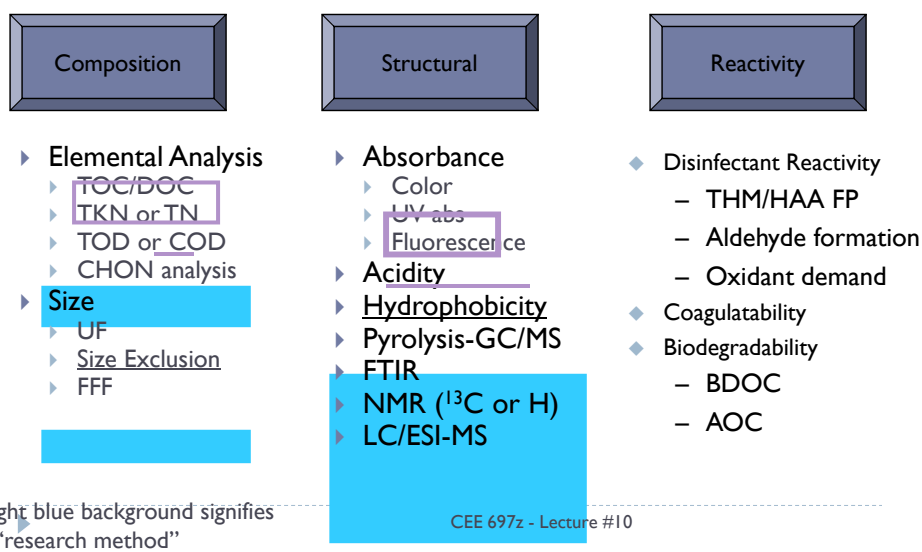 Composition
Elemental Analysis
TOC/DOC
TKN or TN
TOD or COD
CHON analysis
Size
UF
Size Exclusion
FFF
Structural
Absorbance
Color
UV abs
Fluorescence
Acidity
Hydrophobicity
Pyrolysis-GC/MS
FTIR
NMR (¹³C or H)
LC/ESI-MS
Reactivity
Disinfectant Reactivity
– THM/HAA FP
– Aldehyde formation
– Oxidant demand
Coagulatability
Biodegradability
– BDOC
– AOC
ght blue background signifies
"research method"
CEE 697z - Lecture #10